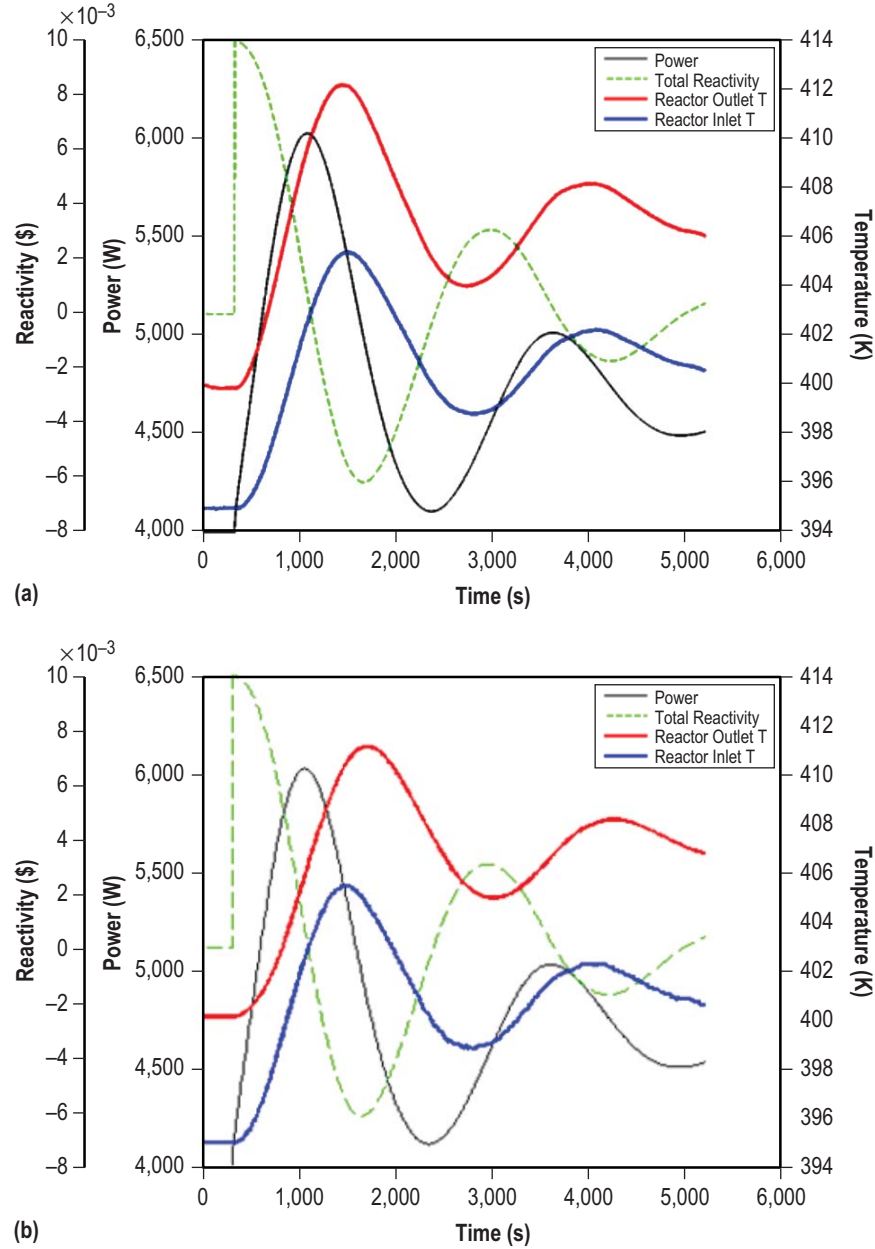 ×10⁻³
10
8
6
4
2
0
–2
–4
–6
–8
Reactivity ($)
6,500
6,000
5,500
5,000
4,500
4,000
Power (W)
Power
Total Reactivity
Reactor Outlet T
Reactor Inlet T
414
412
410
408
406
404
402
400
398
396
394
Temperature (K)
0 1,000 2,000 3,000 4,000 5,000 6,000
Time (s)
(a)
×10⁻³
10
8
6
4
2
0
–2
–4
–6
–8
Reactivity ($)
6,500
6,000
5,500
5,000
4,500
4,000
Power (W)
Power
Total Reactivity
Reactor Outlet T
Reactor Inlet T
414
412
410
408
406
404
402
400
398
396
394
Temperature (K)
0 1,000 2,000 3,000 4,000 5,000 6,000
Time (s)
(b)